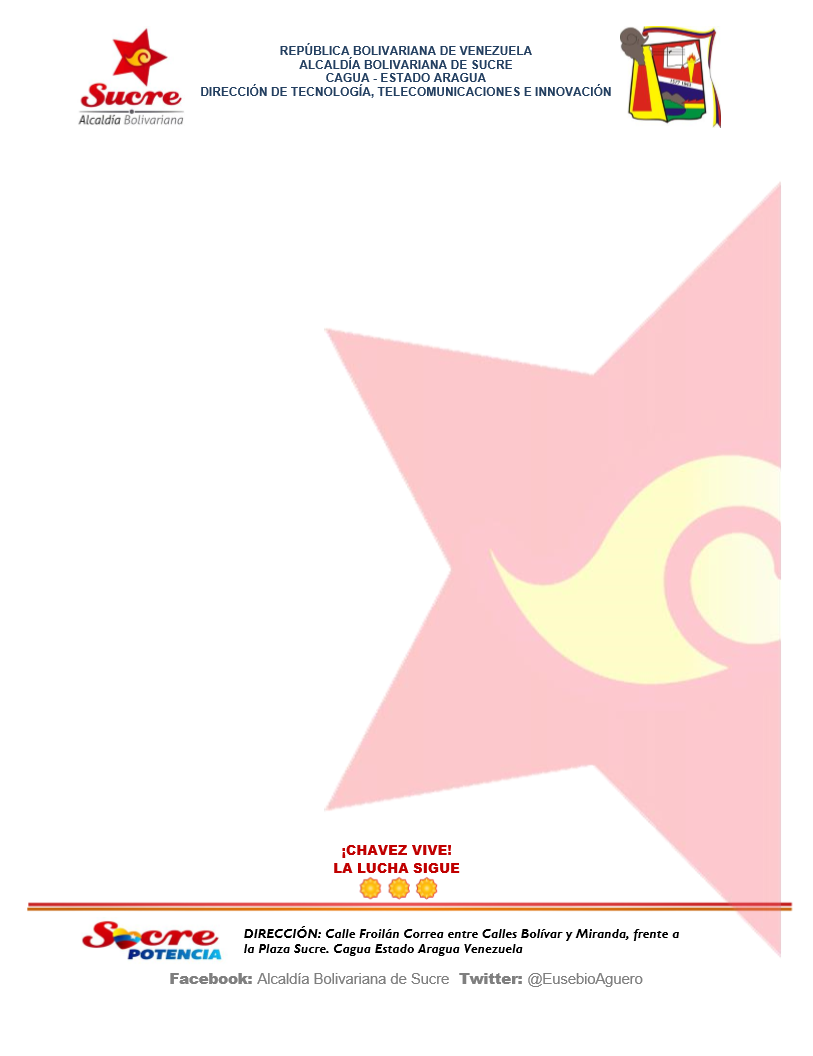 REPÚBLICA BOLIVARIANA DE VENEZUELA
ALCALDÍA BOLIVARIANA DE SUCRE
CAGUA - ESTADO ARAGUA
DIRECCIÓN DE TECNOLOGÍA, TELECOMUNICACIONES E INNOVACIÓN
Sucre
Alcaldía Bolivariana
¡CHAVEZ VIVE!
LA LUCHA SIGUE
Sucre
POTENCIA
DIRECCIÓN: Calle Froilán Correa entre Calles Bolívar y Miranda, frente a
la Plaza Sucre. Cagua Estado Aragua Venezuela
Facebook: Alcaldía Bolivariana de Sucre Twitter: @EusebioAguero